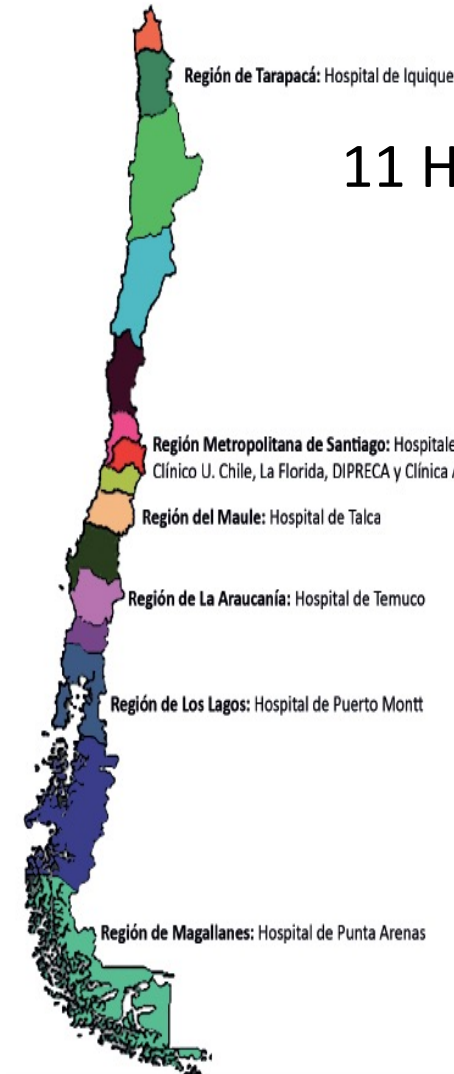 Región de Tarapacá: Hospital de Iquique
11 H
Región Metropolitana de Santiago: Hospitale
Clínico U. Chile, La Florida, DIPRECA y Clínica
Región del Maule: Hospital de Talca
Región de La Araucanía: Hospital de Temuco
Región de Los Lagos: Hospital de Puerto Montt
Región de Magallanes: Hospital de Punta Arenas